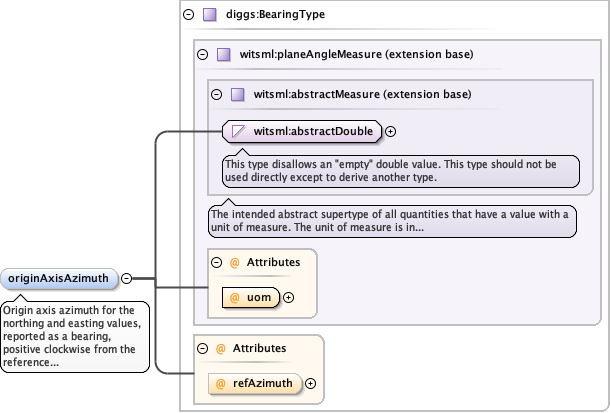 diggs:BearingType
witsml:planeAngleMeasure (extension base)
witsml:abstractMeasure (extension base)
witsml:abstractDouble
This type disallows an "empty" double value. This type should not be
used directly except to derive another type.
The intended abstract supertype of all quantities that have a value with a
unit of measure. The unit of measure is in...
@ Attributes
@ uom
originAxisAzimuth
Origin axis azimuth for the
northing and easting values,
reported as a bearing,
positive clockwise from the
reference...
@ Attributes
@ refAzimuth